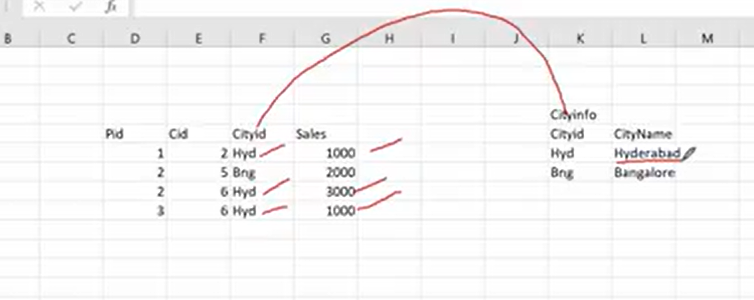 fx
B C D E F G H I J K L M
Cityinfo
Pid Cid Cityid Sales Cityid CityName
1 2 Hyd 1000 Hyd Hyderabad
2 5 Bng 2000 Bng Bangalore
2 6 Hyd 3000
3 6 Hyd 1000